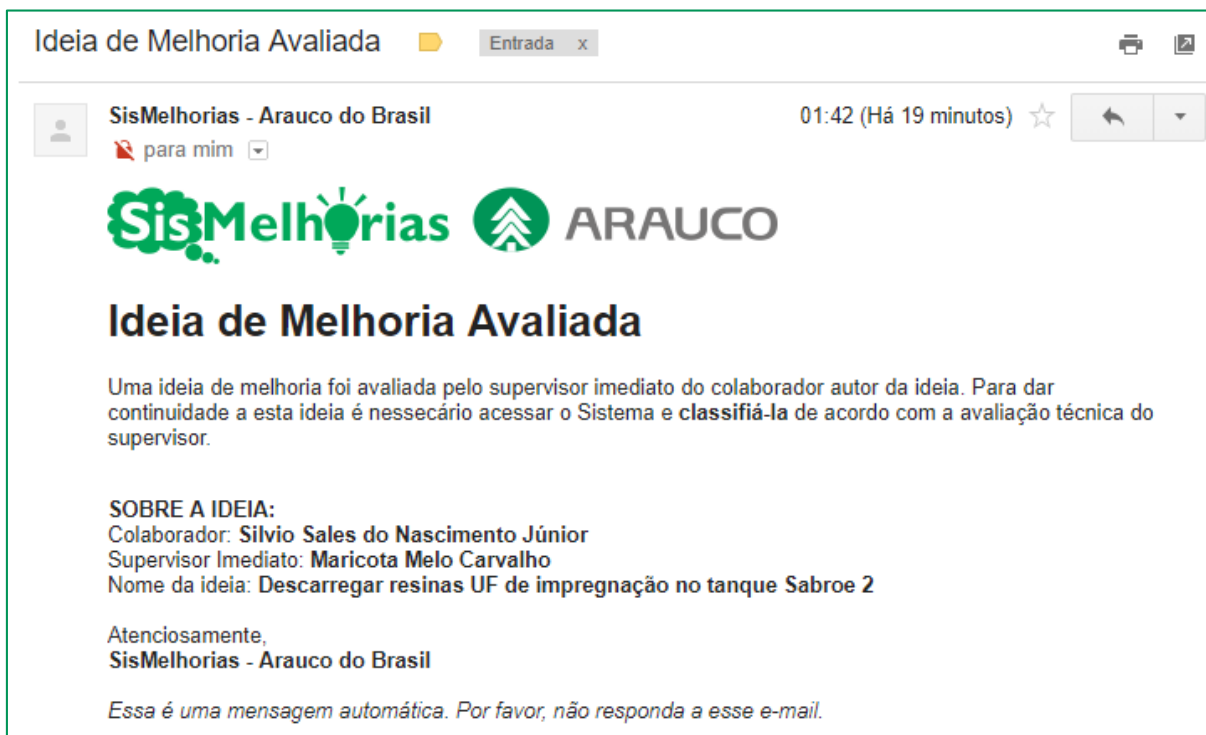 Ideia de Melhoria Avaliada
Entrada x
SisMelhorias - Arauco do Brasil
01:42 (Há 19 minutos)
para mim
SisMelhorias ARAUCO
Ideia de Melhoria Avaliada
Uma ideia de melhoria foi avaliada pelo supervisor imediato do colaborador autor da ideia. Para dar
continuidade a esta ideia é nessecário acessar o Sistema e classifiá-la de acordo com a avaliação técnica do
supervisor.
SOBRE A IDEIA:
Colaborador: Silvio Sales do Nascimento Júnior
Supervisor Imediato: Maricota Melo Carvalho
Nome da ideia: Descarregar resinas UF de impregnação no tanque Sabroe 2
Atenciosamente,
SisMelhorias - Arauco do Brasil
Essa é uma mensagem automática. Por favor, não responda a esse e-mail.